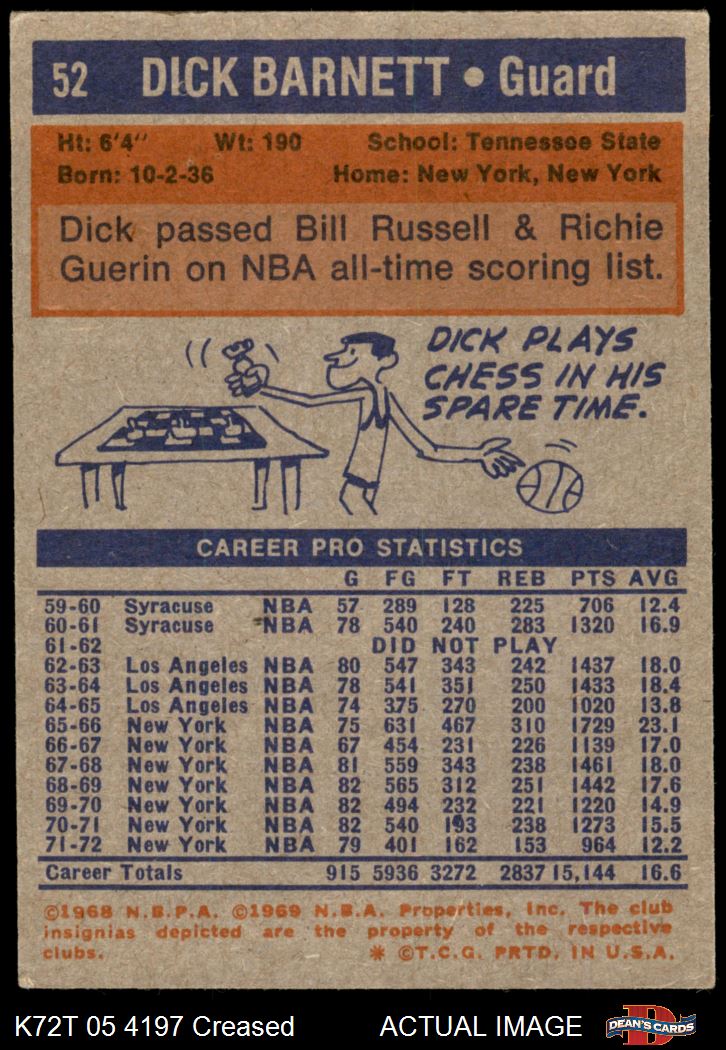 52 DICK BARNETT • Guard
Ht: 6'4" Wt: 190 School: Tennessee State
Born: 10-2-36 Home: New York, New York
Dick passed Bill Russell & Richie
Guerin on NBA all-time scoring list.
DICK PLAYS
CHESS IN HIS
SPARE TIME.
CAREER PRO STATISTICS
G FG FT REB PTS AVG
59-60 Syracuse NBA 57 289 128 225 706 12.4
60-61 Syracuse NBA 78 540 240 283 1320 16.9
61-62 DID NOT PLAY
62-63 Los Angeles NBA 80 547 343 242 1437 18.0
63-64 Los Angeles NBA 78 541 351 250 1433 18.4
64-65 Los Angeles NBA 74 375 270 200 1020 13.8
65-66 New York NBA 75 631 467 310 1729 23.1
66-67 New York NBA 67 454 231 226 1139 17.0
67-68 New York NBA 81 559 343 238 1461 18.0
68-69 New York NBA 82 565 312 251 1442 17.6
69-70 New York NBA 82 494 232 221 1220 14.9
70-71 New York NBA 82 540 193 238 1273 15.5
71-72 New York NBA 79 401 162 153 964 12.2
Career Totals 915 5936 3272 2837 15,144 16.6
©1968 N.B.P.A. ©1969 N.B.A. Properties, Inc. The club
insignias depicted are the property of the respective
clubs. * ©T.C.G. PRTD. IN U.S.A.
K72T 05 4197 Creased ACTUAL IMAGE D DEAN'S CARDS